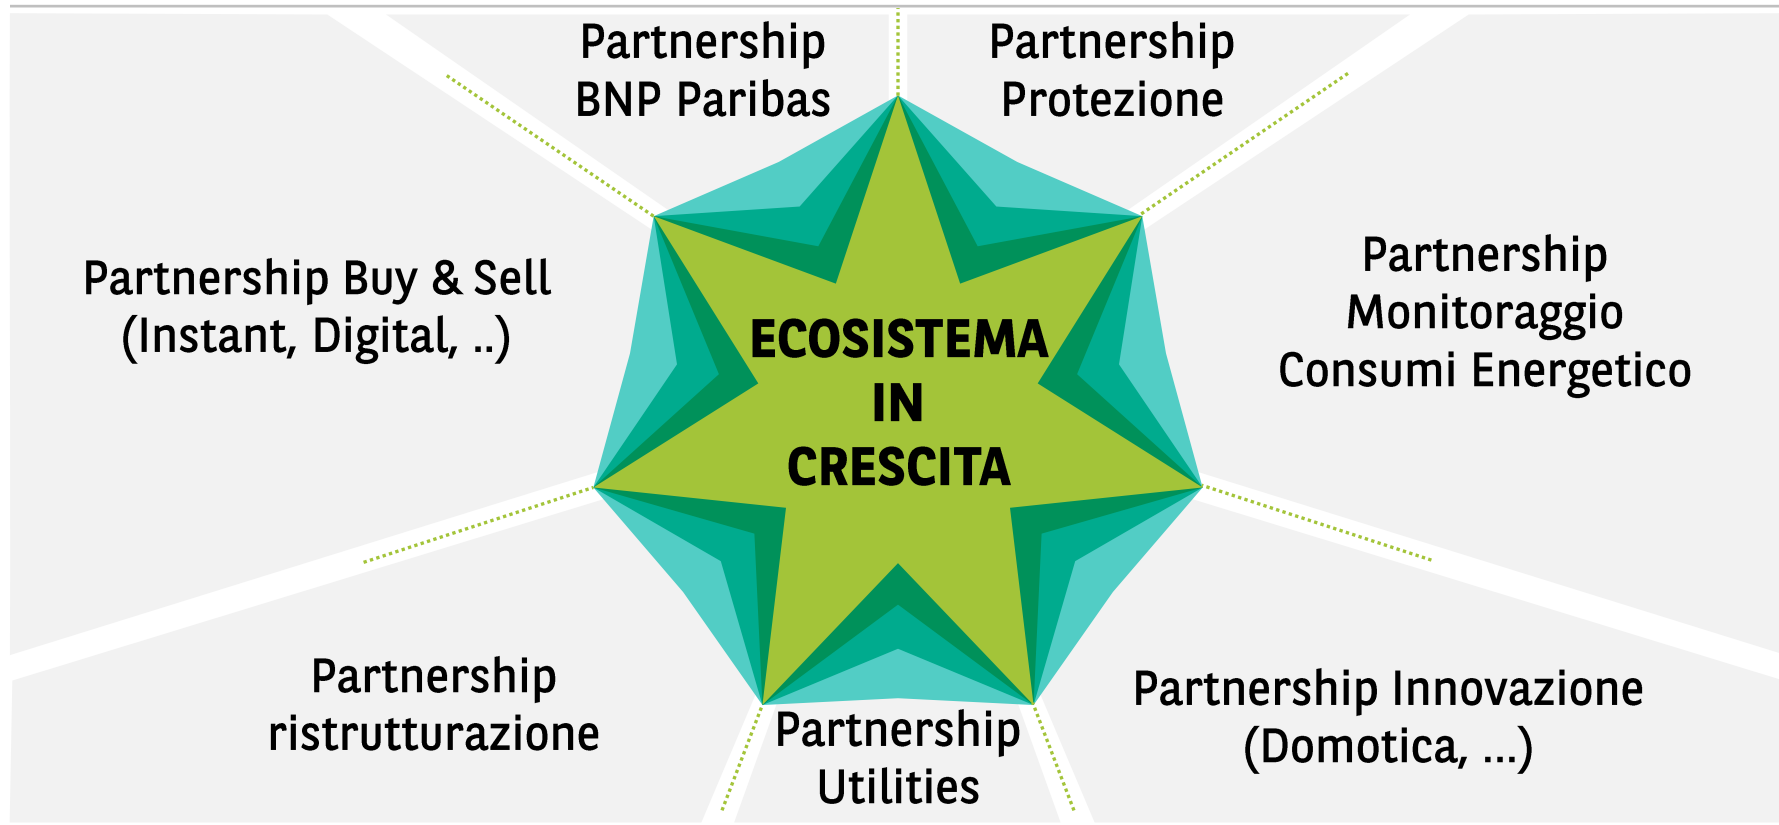 Partnership
BNP Paribas
Partnership
Protezione
Partnership Buy & Sell
(Instant, Digital, ..)
ECOSISTEMA
IN
CRESCITA
Partnership
Monitoraggio
Consumi Energetico
Partnership
ristrutturazione
Partnership
Utilities
Partnership Innovazione
(Domotica, ...)